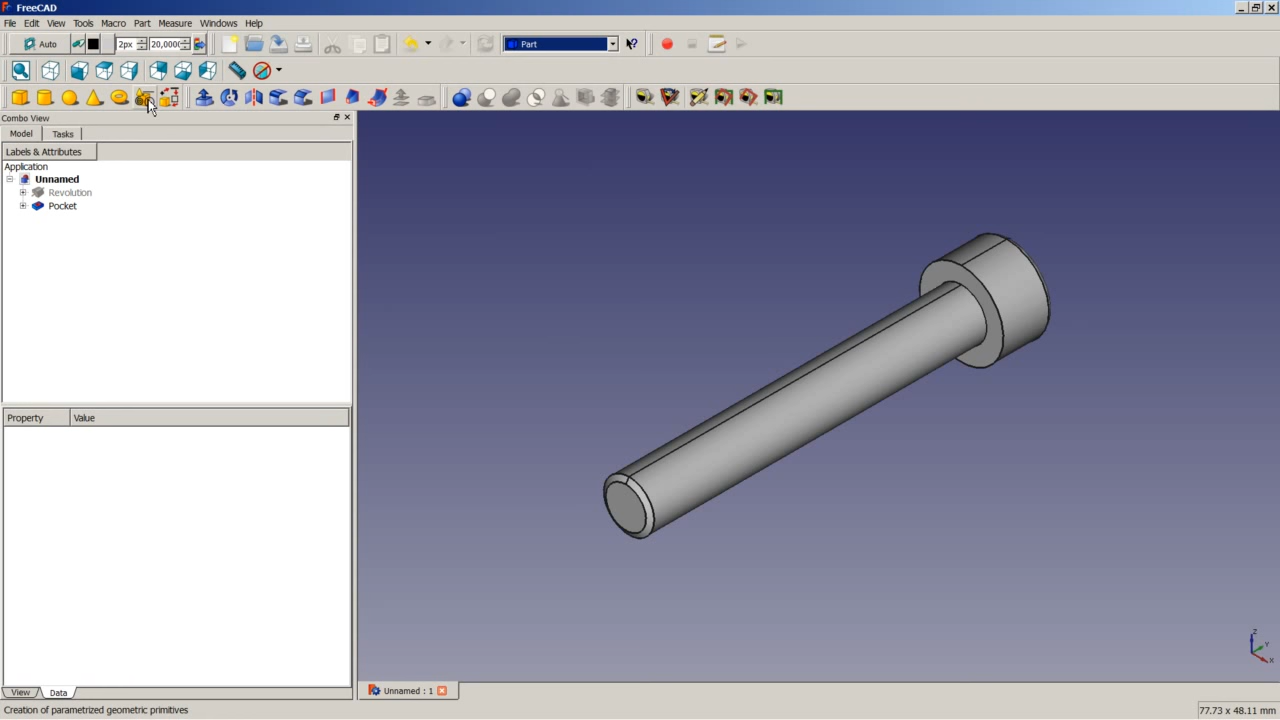 FreeCAD
File Edit View Tools Macro Part Measure Windows Help
Auto 2px 20,0000 Part
Combo View
Model Tasks
Labels & Attributes
Application
Unnamed
Revolution
Pocket
Property Value
View Data
Unnamed : 1
Z
Y
X
Creation of parametrized geometric primitives 77.73 x 48.11 mm